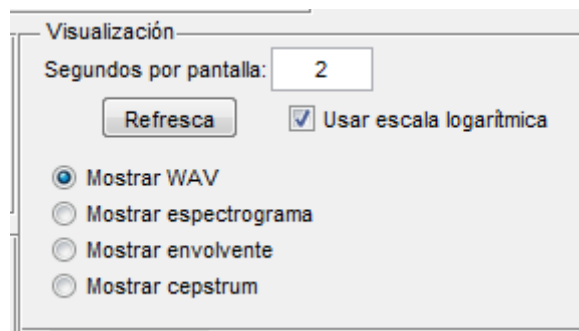 Visualización
Segundos por pantalla: 2
Refresca Usar escala logarítmica
Mostrar WAV
Mostrar espectrograma
Mostrar envolvente
Mostrar cepstrum